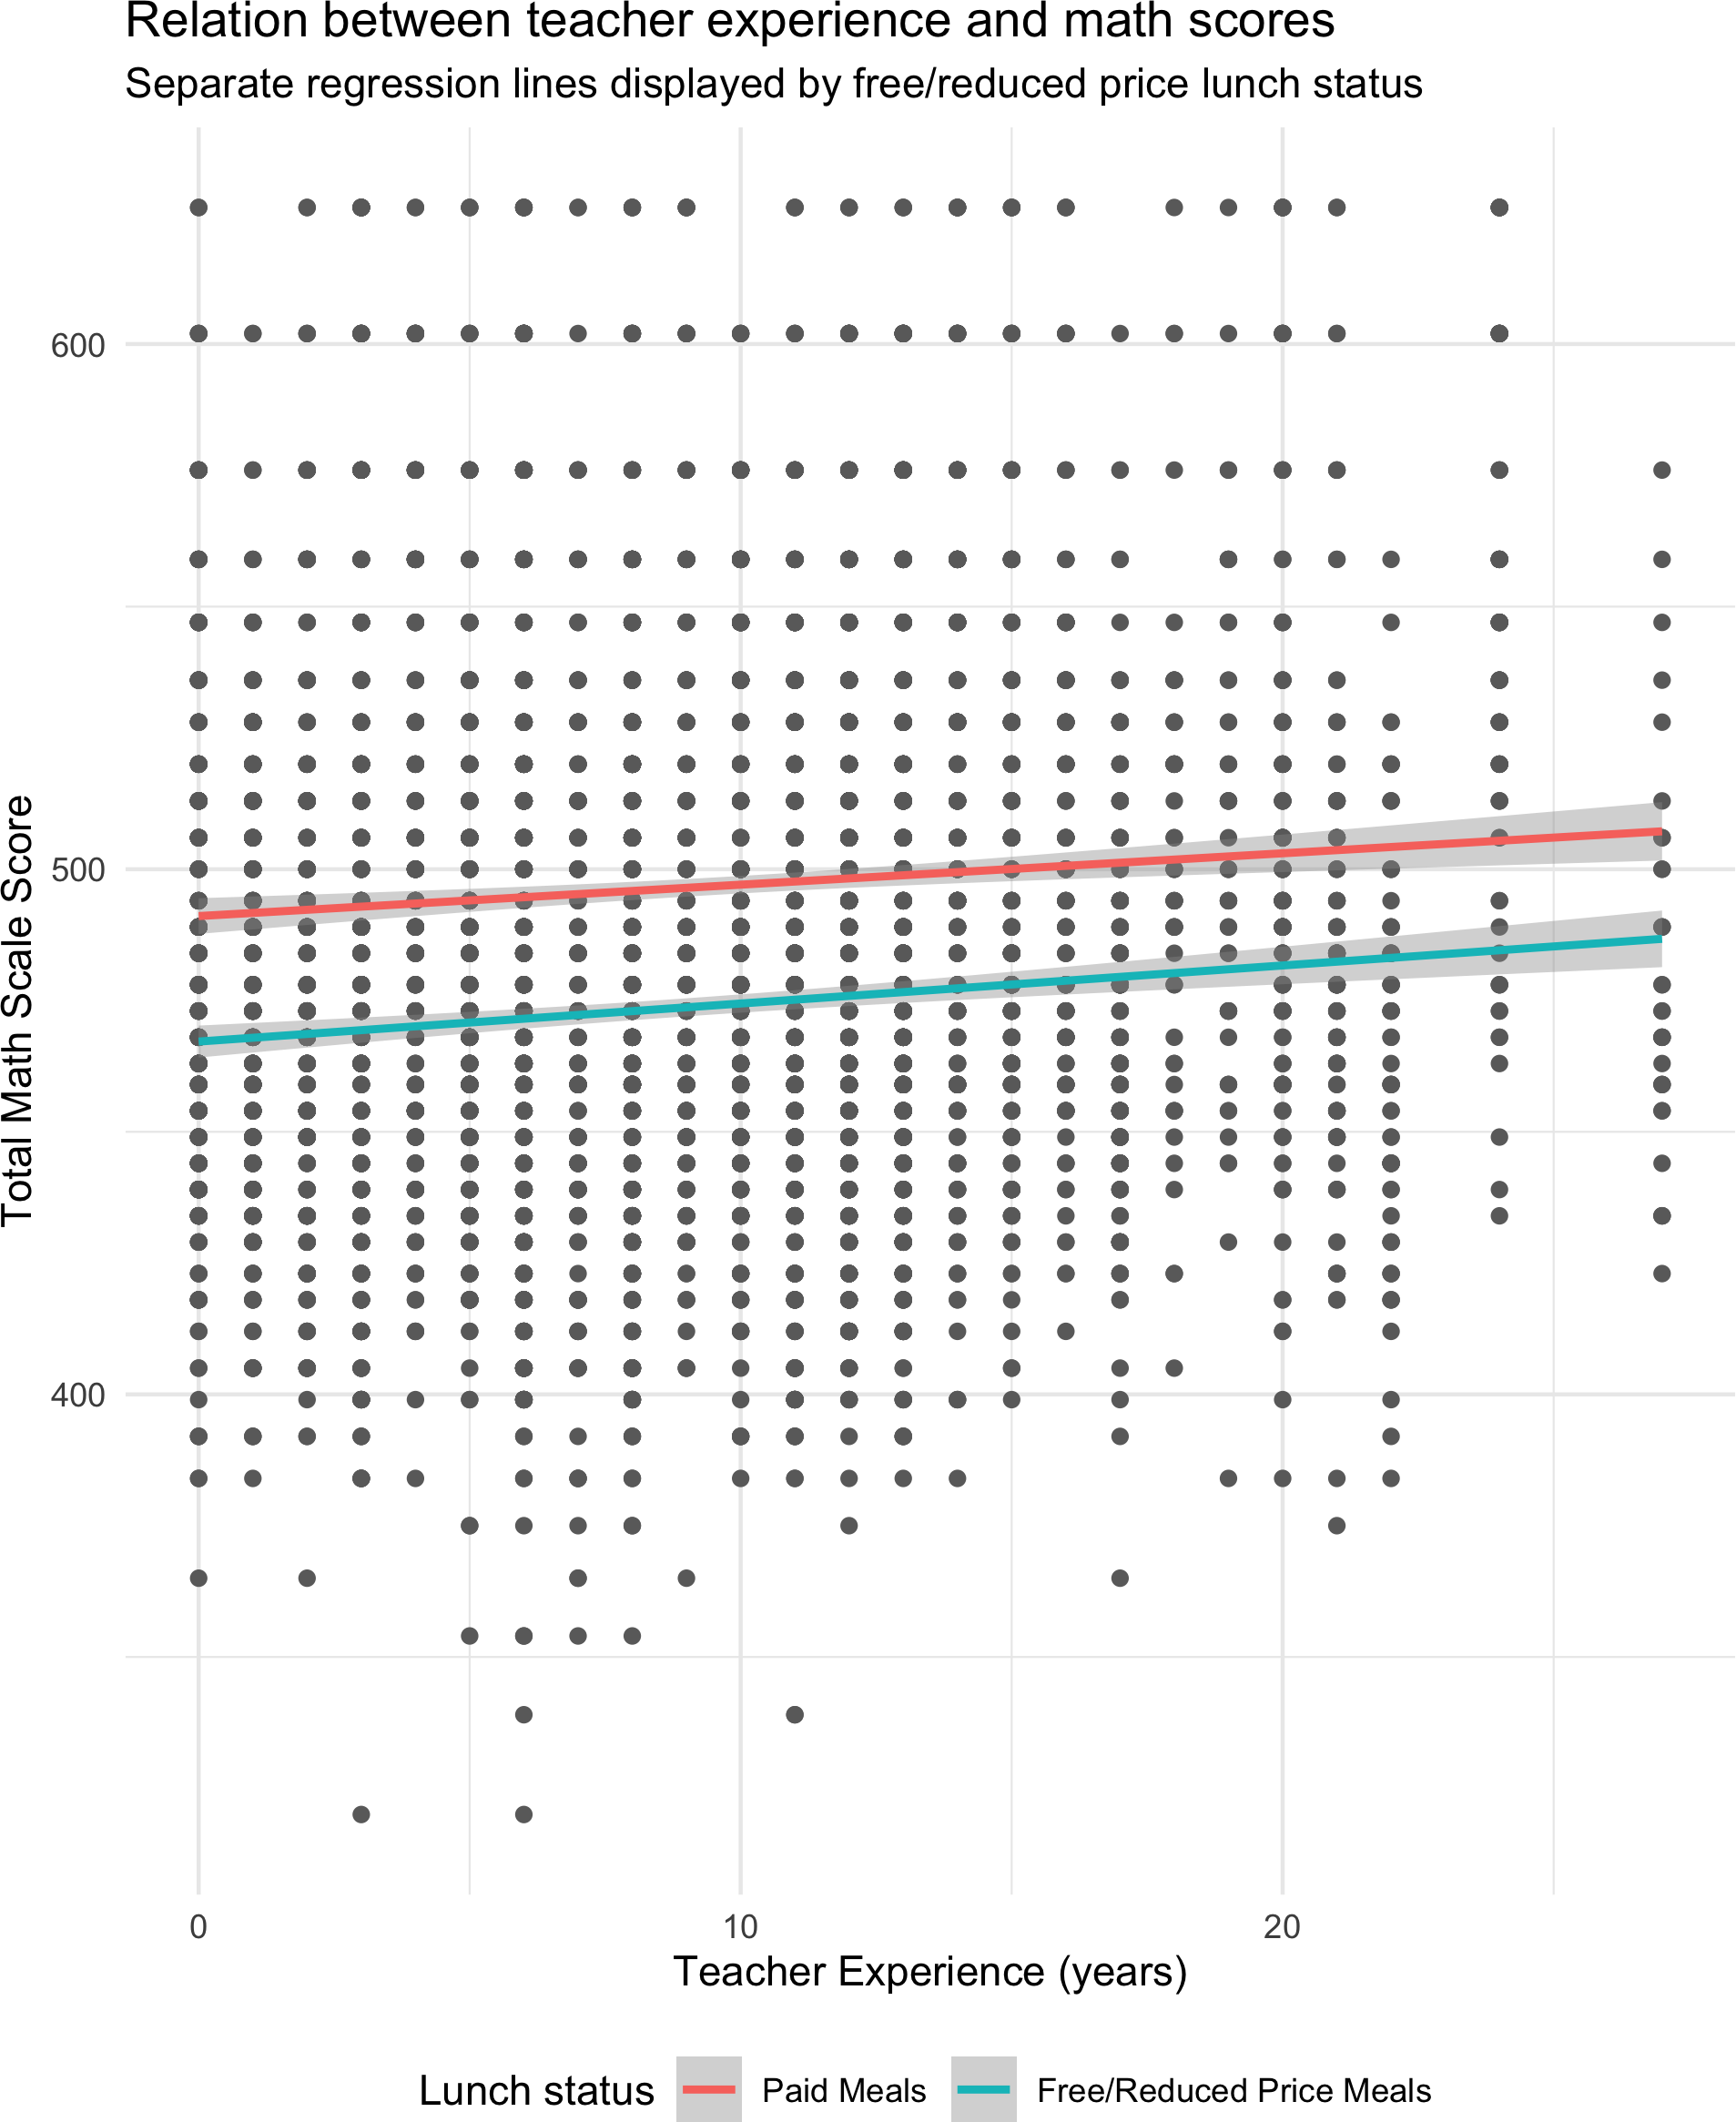 Relation between teacher experience and math scores
Separate regression lines displayed by free/reduced price lunch status
Total Math Scale Score
600
500
400
0 10 20
Teacher Experience (years)
Lunch status Paid Meals Free/Reduced Price Meals